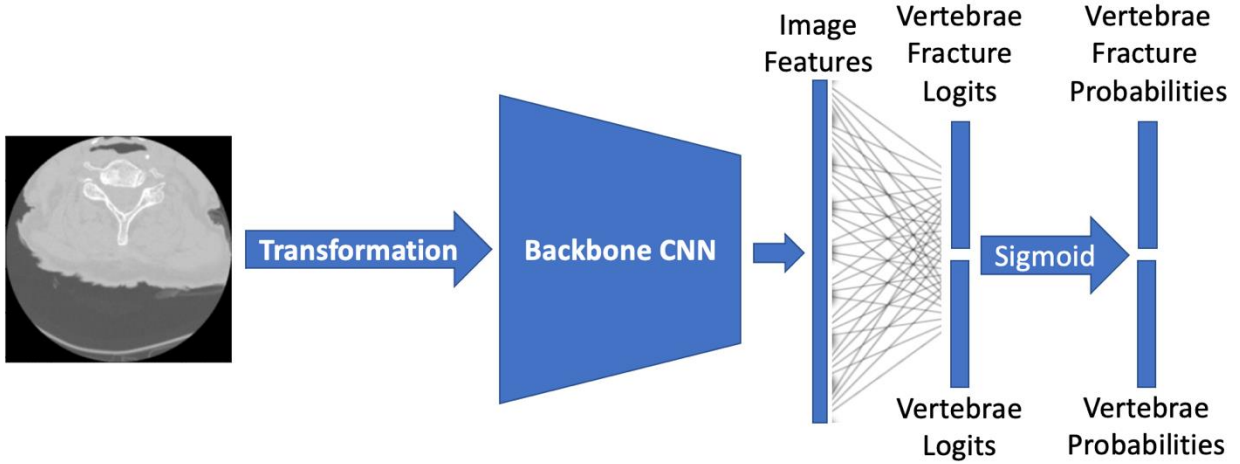 Transformation
Backbone CNN
Image
Features
Vertebrae
Fracture
Logits
Vertebrae
Logits
Sigmoid
Vertebrae
Fracture
Probabilities
Vertebrae
Probabilities